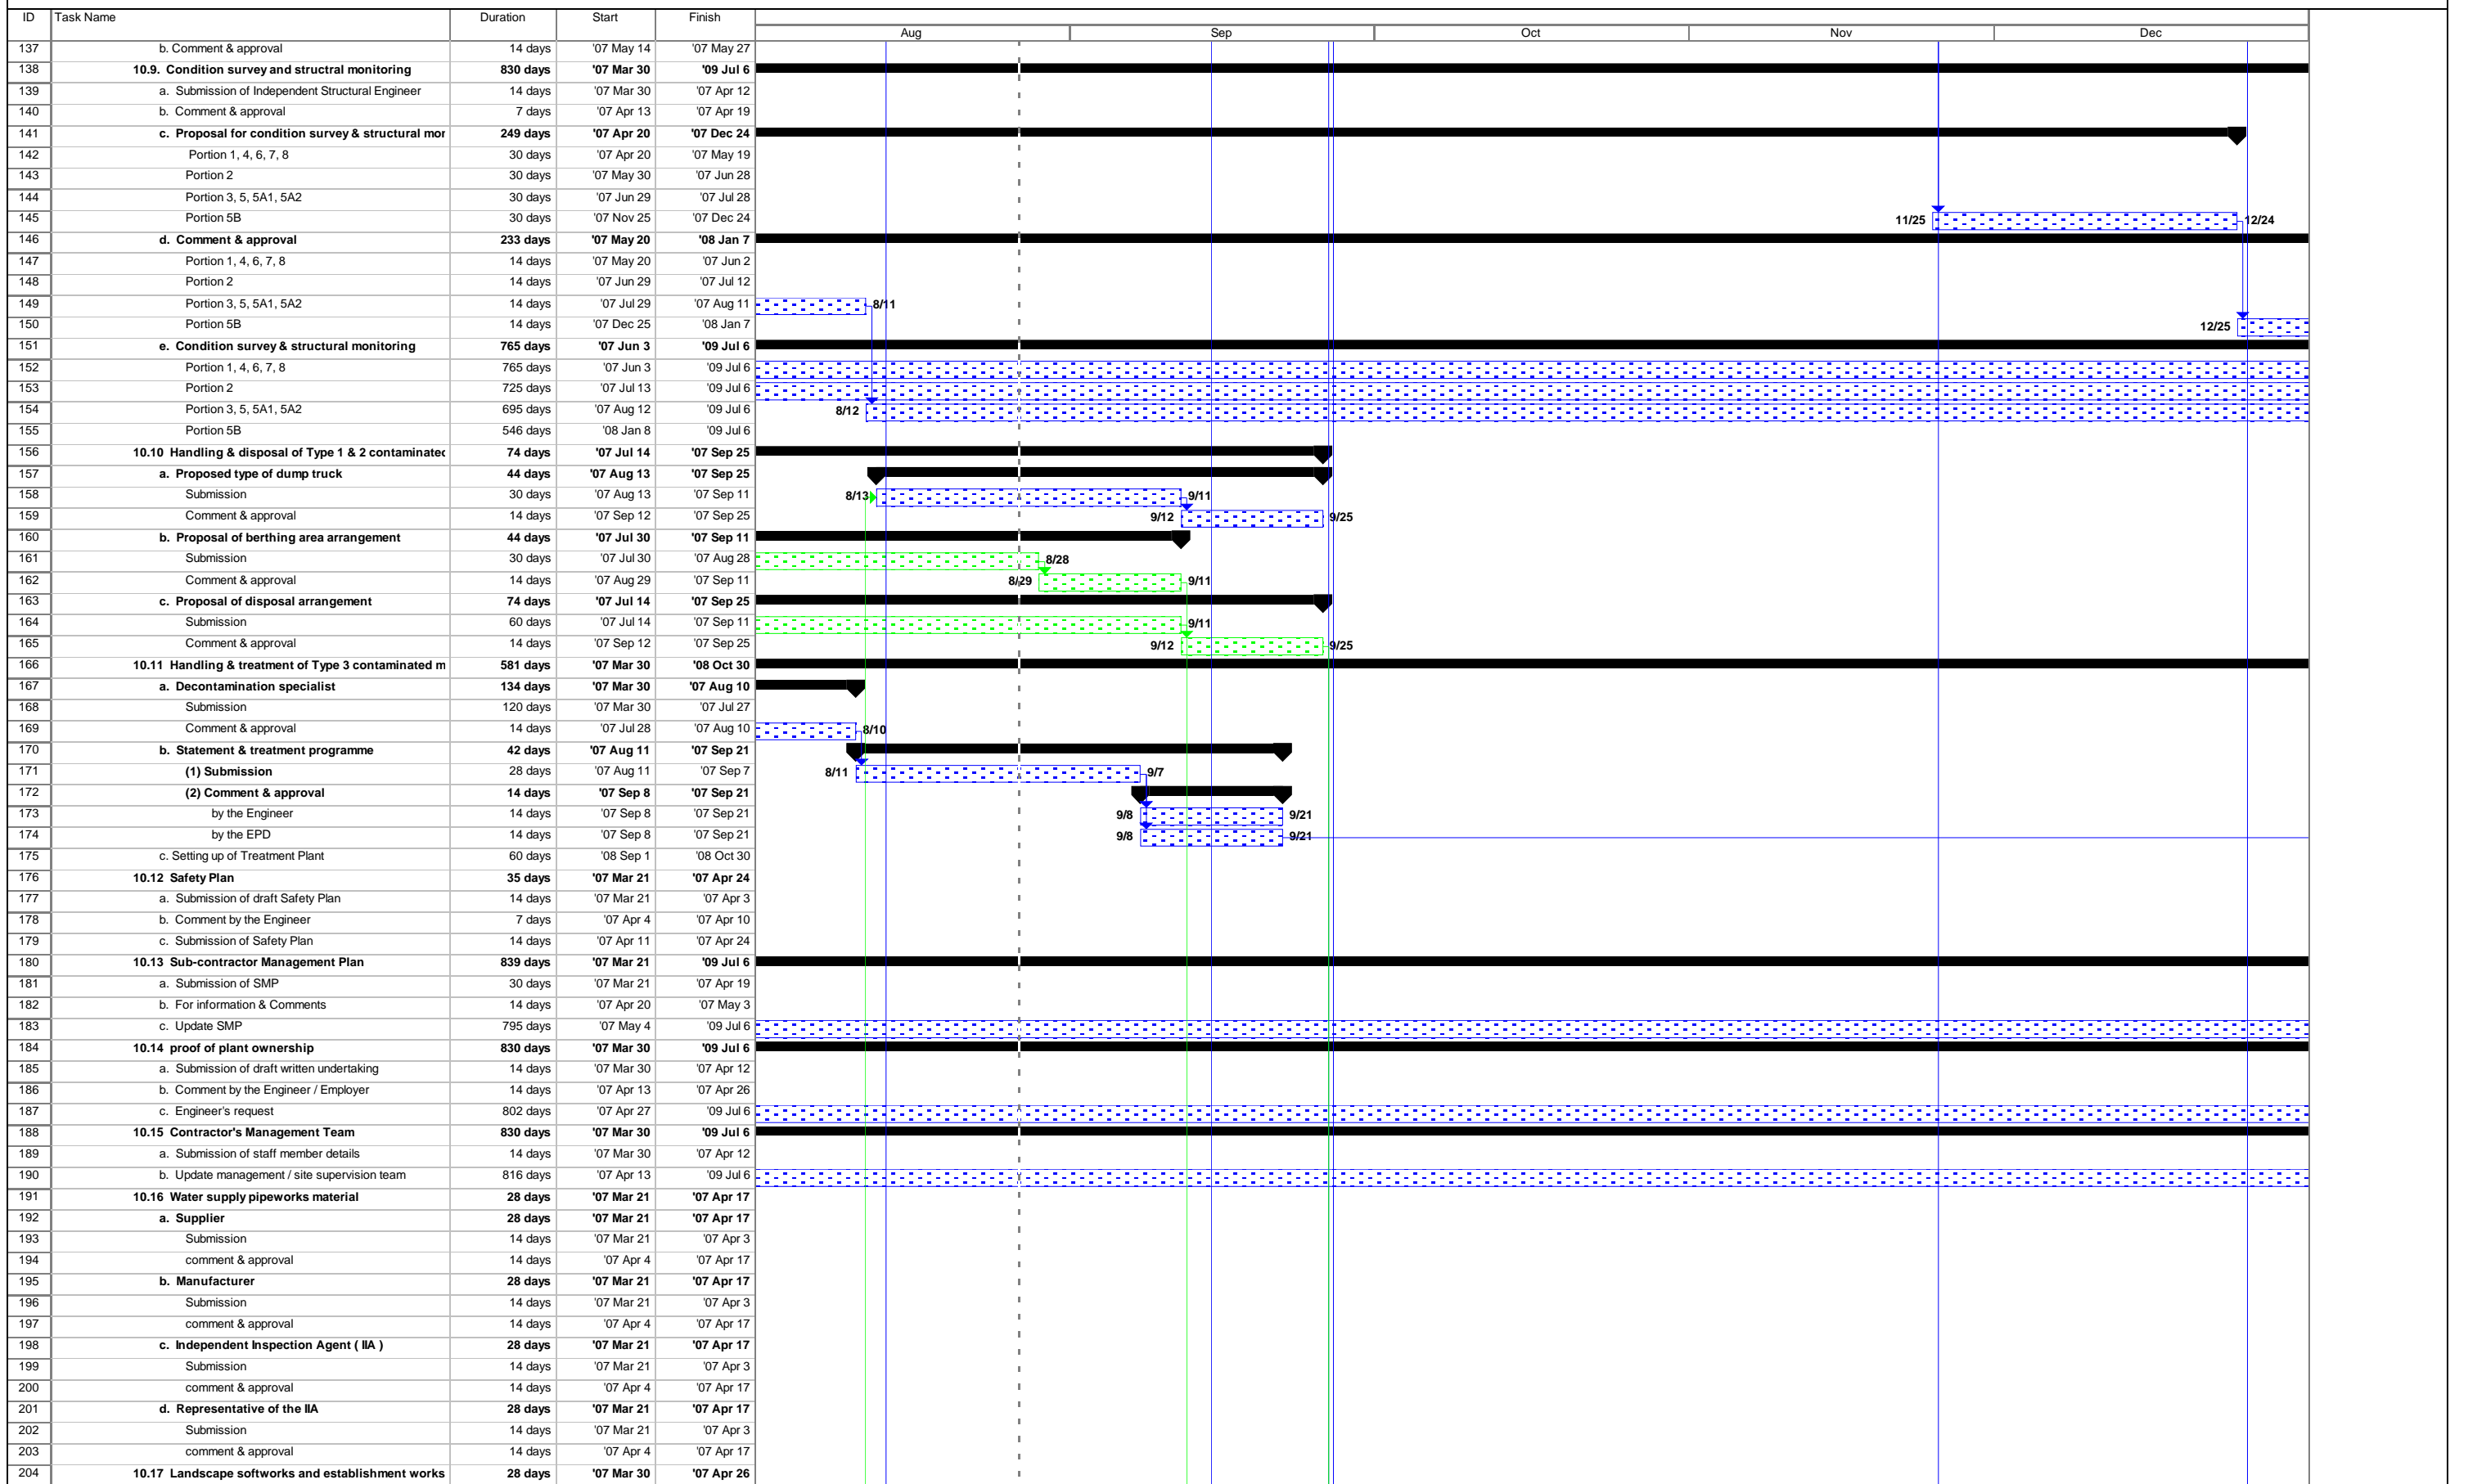 ID Task Name Duration Start Finish
Aug Sep Oct Nov Dec
137 b. Comment & approval 14 days '07 May 14 '07 May 27
138 10.9. Condition survey and structral monitoring 830 days '07 Mar 30 '09 Jul 6
139 a. Submission of Independent Structural Engineer 14 days '07 Mar 30 '07 Apr 12
140 b. Comment & approval 7 days '07 Apr 13 '07 Apr 19
141 c. Proposal for condition survey & structural mor 249 days '07 Apr 20 '07 Dec 24
142 Portion 1, 4, 6, 7, 8 30 days '07 Apr 20 '07 May 19
143 Portion 2 30 days '07 May 30 '07 Jun 28
144 Portion 3, 5, 5A1, 5A2 30 days '07 Jun 29 '07 Jul 28
145 Portion 5B 30 days '07 Nov 25 '07 Dec 24 11/25 12/24
146 d. Comment & approval 233 days '07 May 20 '08 Jan 7
147 Portion 1, 4, 6, 7, 8 14 days '07 May 20 '07 Jun 2
148 Portion 2 14 days '07 Jun 29 '07 Jul 12
149 Portion 3, 5, 5A1, 5A2 14 days '07 Jul 29 '07 Aug 11 8/11
150 Portion 5B 14 days '07 Dec 25 '08 Jan 7 12/25
151 e. Condition survey & structural monitoring 765 days '07 Jun 3 '09 Jul 6
152 Portion 1, 4, 6, 7, 8 765 days '07 Jun 3 '09 Jul 6
153 Portion 2 725 days '07 Jul 13 '09 Jul 6
154 Portion 3, 5, 5A1, 5A2 695 days '07 Aug 12 '09 Jul 6 8/12
155 Portion 5B 546 days '08 Jan 8 '09 Jul 6
156 10.10 Handling & disposal of Type 1 & 2 contaminated 74 days '07 Jul 14 '07 Sep 25
157 a. Proposed type of dump truck 44 days '07 Aug 13 '07 Sep 25
158 Submission 30 days '07 Aug 13 '07 Sep 11 8/13 9/11
159 Comment & approval 14 days '07 Sep 12 '07 Sep 25 9/12 9/25
160 b. Proposal of berthing area arrangement 44 days '07 Jul 30 '07 Sep 11
161 Submission 30 days '07 Jul 30 '07 Aug 28 8/28
162 Comment & approval 14 days '07 Aug 29 '07 Sep 11 8/29 9/11
163 c. Proposal of disposal arrangement 74 days '07 Jul 14 '07 Sep 25
164 Submission 60 days '07 Jul 14 '07 Sep 11 9/11
165 Comment & approval 14 days '07 Sep 12 '07 Sep 25 9/12 9/25
166 10.11 Handling & treatment of Type 3 contaminated m 581 days '07 Mar 30 '08 Oct 30
167 a. Decontamination specialist 134 days '07 Mar 30 '07 Aug 10
168 Submission 120 days '07 Mar 30 '07 Jul 27
169 Comment & approval 14 days '07 Jul 28 '07 Aug 10 8/10
170 b. Statement & treatment programme 42 days '07 Aug 11 '07 Sep 21
171 (1) Submission 28 days '07 Aug 11 '07 Sep 7 8/11 9/7
172 (2) Comment & approval 14 days '07 Sep 8 '07 Sep 21
173 by the Engineer 14 days '07 Sep 8 '07 Sep 21 9/8 9/21
174 by the EPD 14 days '07 Sep 8 '07 Sep 21 9/8 9/21
175 c. Setting up of Treatment Plant 60 days '08 Sep 1 '08 Oct 30
176 10.12 Safety Plan 35 days '07 Mar 21 '07 Apr 24
177 a. Submission of draft Safety Plan 14 days '07 Mar 21 '07 Apr 3
178 b. Comment by the Engineer 7 days '07 Apr 4 '07 Apr 10
179 c. Submission of Safety Plan 14 days '07 Apr 11 '07 Apr 24
180 10.13 Sub-contractor Management Plan 839 days '07 Mar 21 '09 Jul 6
181 a. Submission of SMP 30 days '07 Mar 21 '07 Apr 19
182 b. For information & Comments 14 days '07 Apr 20 '07 May 3
183 c. Update SMP 795 days '07 May 4 '09 Jul 6
184 10.14 proof of plant ownership 830 days '07 Mar 30 '09 Jul 6
185 a. Submission of draft written undertaking 14 days '07 Mar 30 '07 Apr 12
186 b. Comment by the Engineer / Employer 14 days '07 Apr 13 '07 Apr 26
187 c. Engineer's request 802 days '07 Apr 27 '09 Jul 6
188 10.15 Contractor's Management Team 830 days '07 Mar 30 '09 Jul 6
189 a. Submission of staff member details 14 days '07 Mar 30 '07 Apr 12
190 b. Update management / site supervision team 816 days '07 Apr 13 '09 Jul 6
191 10.16 Water supply pipeworks material 28 days '07 Mar 21 '07 Apr 17
192 a. Supplier 28 days '07 Mar 21 '07 Apr 17
193 Submission 14 days '07 Mar 21 '07 Apr 3
194 comment & approval 14 days '07 Apr 4 '07 Apr 17
195 b. Manufacturer 28 days '07 Mar 21 '07 Apr 17
196 Submission 14 days '07 Mar 21 '07 Apr 3
197 comment & approval 14 days '07 Apr 4 '07 Apr 17
198 c. Independent Inspection Agent ( IIA ) 28 days '07 Mar 21 '07 Apr 17
199 Submission 14 days '07 Mar 21 '07 Apr 3
200 comment & approval 14 days '07 Apr 4 '07 Apr 17
201 d. Representative of the IIA 28 days '07 Mar 21 '07 Apr 17
202 Submission 14 days '07 Mar 21 '07 Apr 3
203 comment & approval 14 days '07 Apr 4 '07 Apr 17
204 10.17 Landscape softworks and establishment works 28 days '07 Mar 30 '07 Apr 26